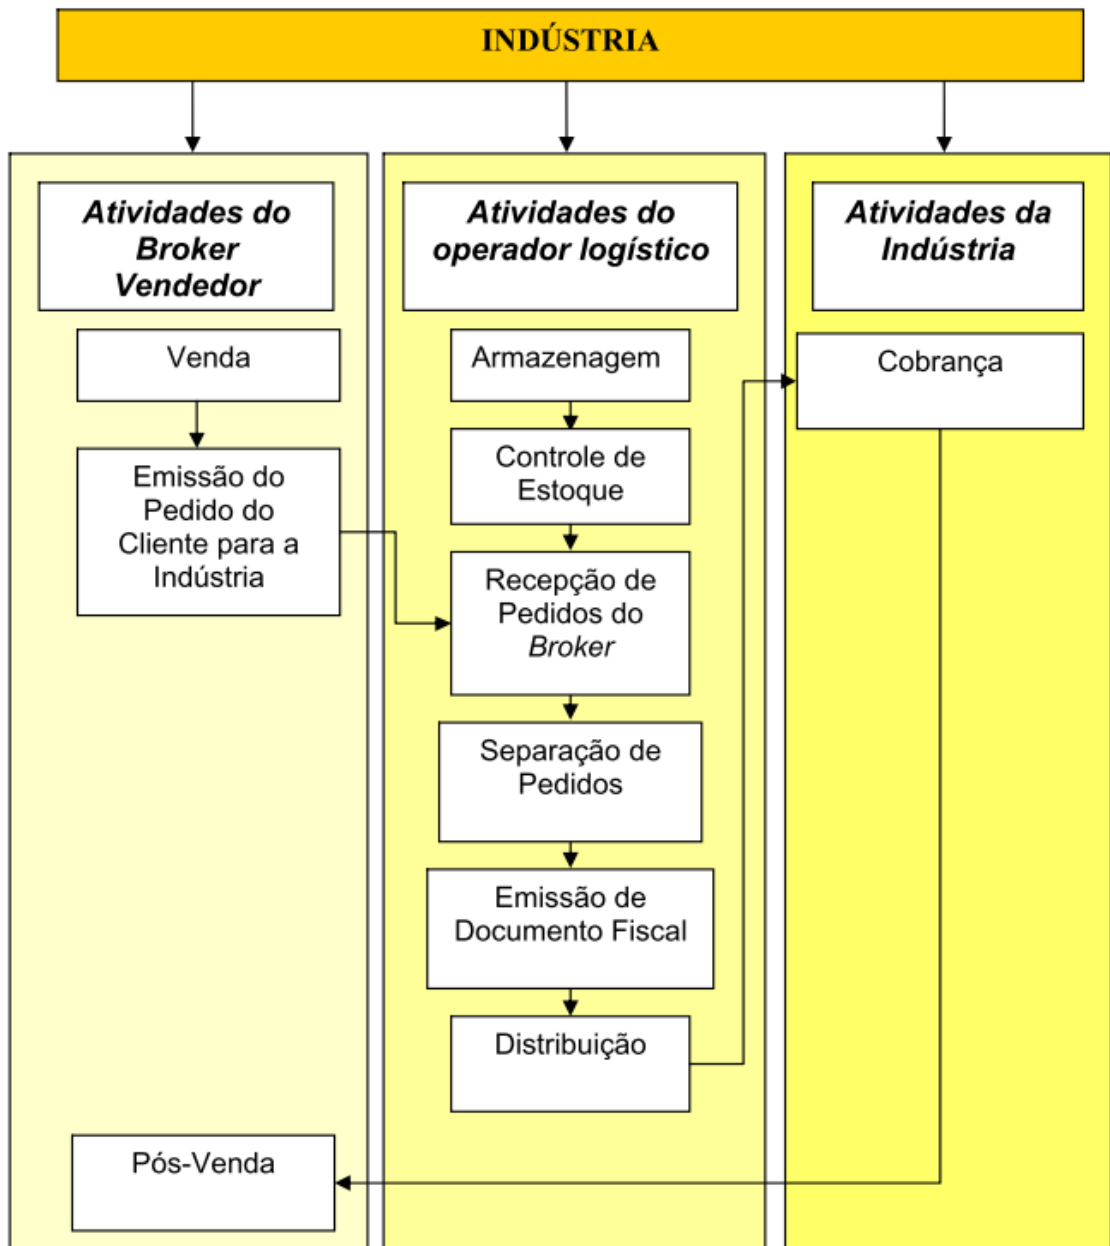 INDÚSTRIA
Atividades do
Broker
Vendedor
Venda
Emissão do
Pedido do
Cliente para a
Indústria
Pós-Venda
Atividades do
operador logístico
Armazenagem
Controle de
Estoque
Recepção de
Pedidos do
Broker
Separação de
Pedidos
Emissão de
Documento Fiscal
Distribuição
Atividades da
Indústria
Cobrança